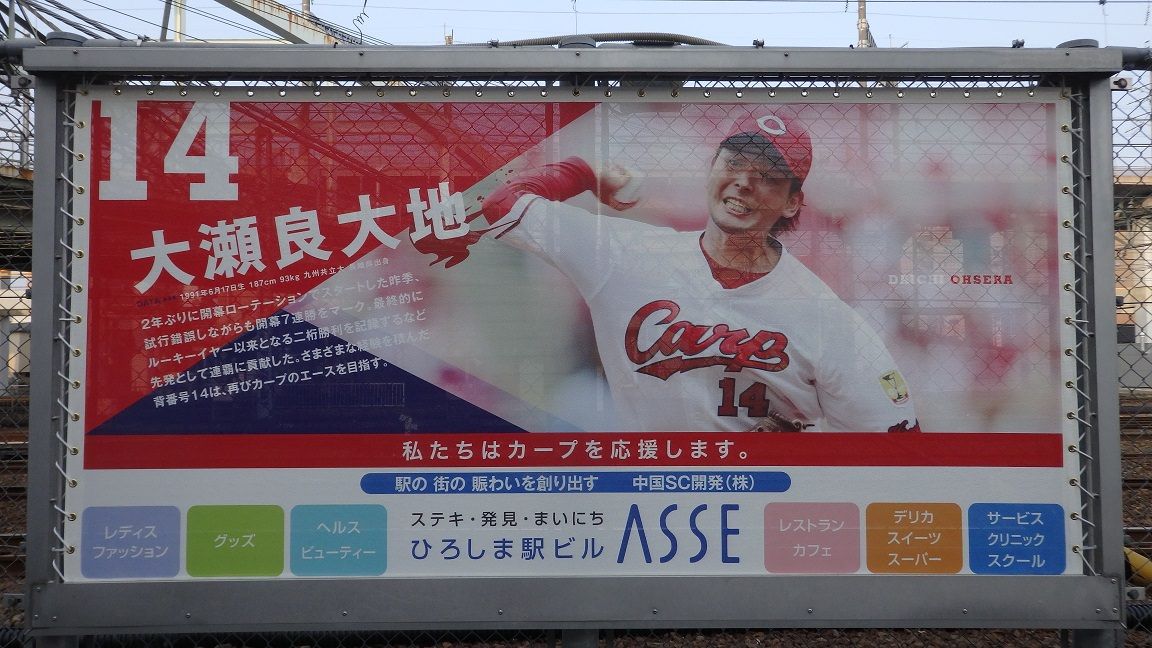 14
大瀬良大地
DATA 1991年6月17日生 187cm 93kg 九州共立大
2年ぶりに開幕ローテーションでスタートした昨季、
試行錯誤しながらも開幕7連勝をマーク。最終的に
ルーキーイヤー以来となる二桁勝利を記録するなど
先発として連覇に貢献した。さまざまな経験を積んだ
背番号14は、再びカープのエースを目指す。
DAICHI OHSERA
Carp
14
私たちはカープを応援します。
駅の 街の 賑わいを創り出す 中国SC開発(株)
レディス
ファッション
グッズ
ヘルス
ビューティー
ステキ・発見・まいにち
ひろしま駅ビル ASSE
レストラン
カフェ
デリカ
スイーツ
スーパー
サービス
クリニック
スクール